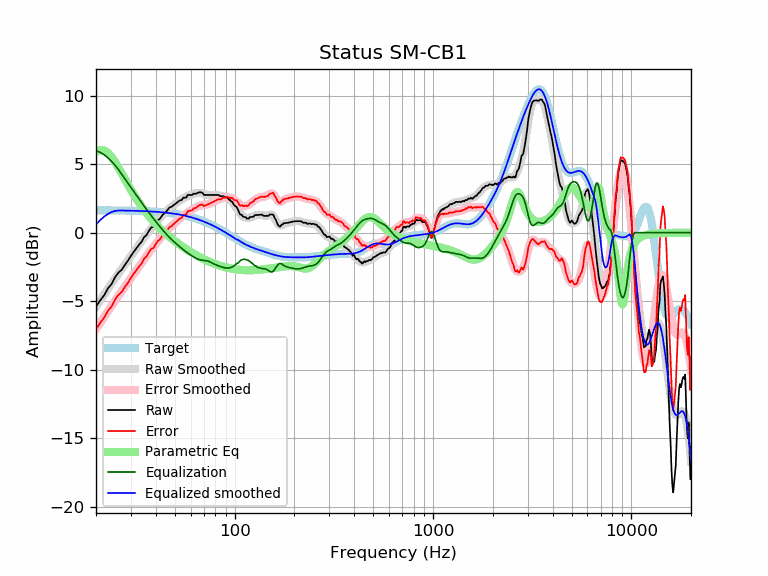 Status SM-CB1
Amplitude (dBr)
10
5
0
−5
−10
−15
−20
Target
Raw Smoothed
Error Smoothed
Raw
Error
Parametric Eq
Equalization
Equalized smoothed
100
1000
10000
Frequency (Hz)